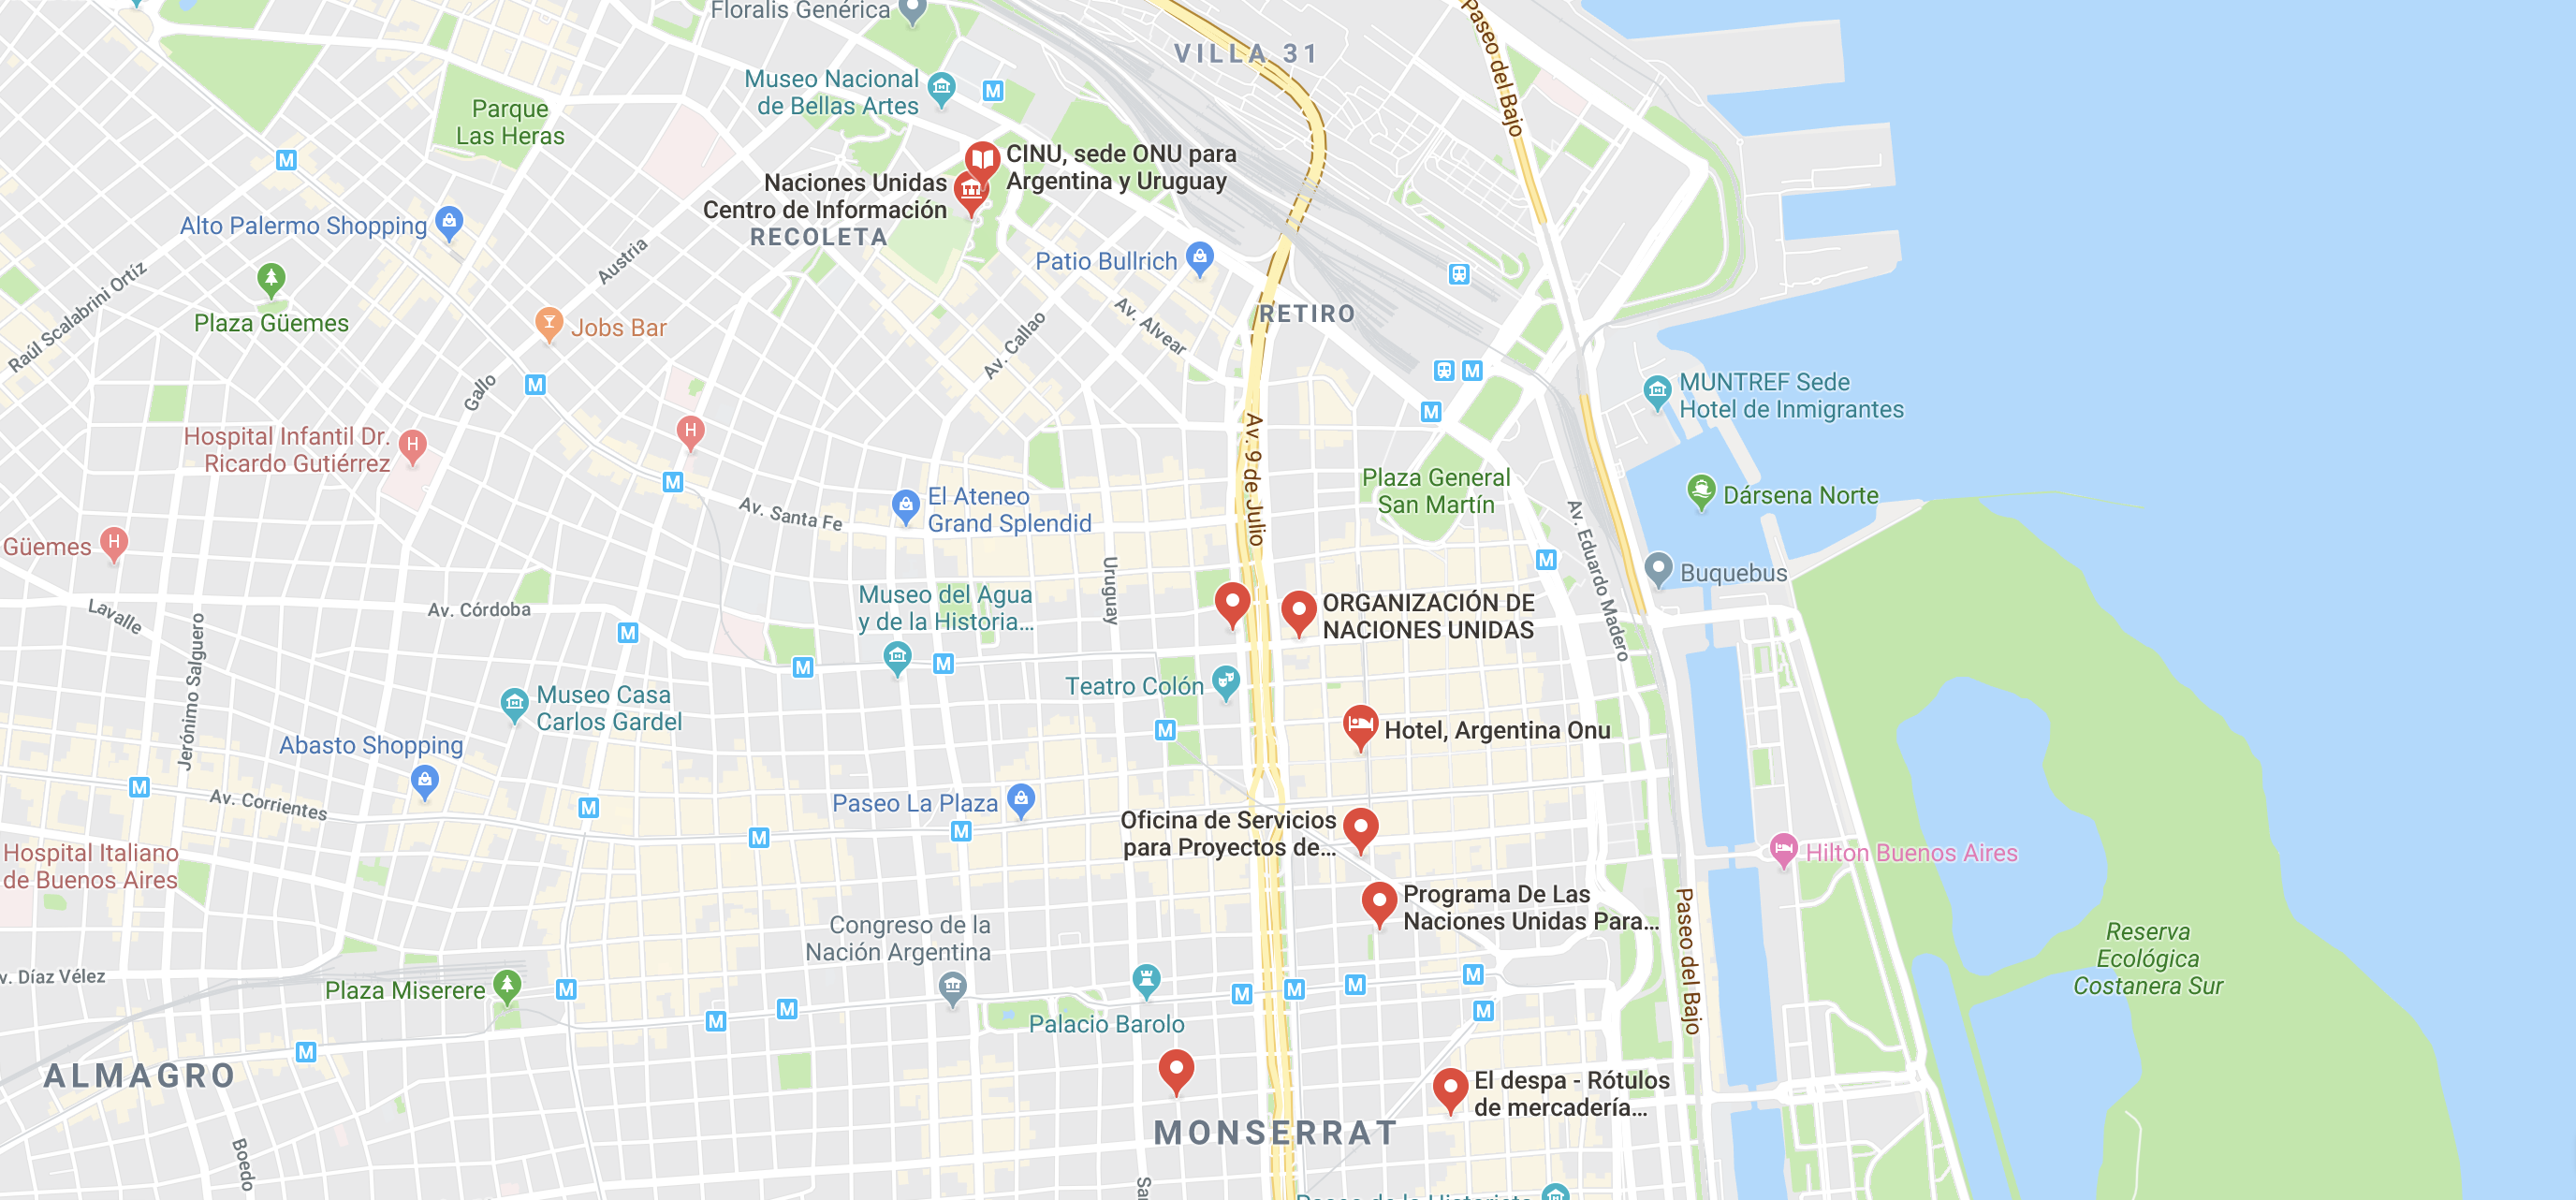 Floralis Genérica
VILLA 31
Paseo del Bajo
Museo Nacional
de Bellas Artes
M
Parque
Las Heras
M
CINU, sede ONU para
Argentina y Uruguay
Naciones Unidas
Centro de Información
RECOLETA
Alto Palermo Shopping
Austria
Patio Bullrich
Raúl Scalabrini Ortíz
Plaza Güemes
Jobs Bar
Av. Callao
Av. Alvear
RETIRO
Gallo
M
M
M
MUNTREF Sede
Hotel de Inmigrantes
Hospital Infantil Dr.
Ricardo Gutiérrez
H
H
Av. 9 de Julio
Plaza General
San Martín
M
El Ateneo
Grand Splendid
Av. Santa Fe
Dársena Norte
Av. Eduardo Madero
Güemes
H
M
Buquebus
Uruguay
Lavalle
Av. Córdoba
Museo del Agua
y de la Historia...
ORGANIZACIÓN DE
NACIONES UNIDAS
Jerónimo Salguero
M
M
M
Teatro Colón
Museo Casa
Carlos Gardel
M
Hotel, Argentina Onu
Abasto Shopping
M
Av. Corrientes
M
Paseo La Plaza
M
M
Oficina de Servicios
para Proyectos de...
Hospital Italiano
de Buenos Aires
Hilton Buenos Aires
Programa De Las
Naciones Unidas Para...
Paseo del Bajo
Congreso de la
Nación Argentina
Reserva
Ecológica
Costanera Sur
v. Díaz Vélez
Plaza Miserere
M
M
M
M
M
M
M
M
Palacio Barolo
M
ALMAGRO
M
El despa - Rótulos
de mercadería...
MONSERRAT
Boedo
Sar